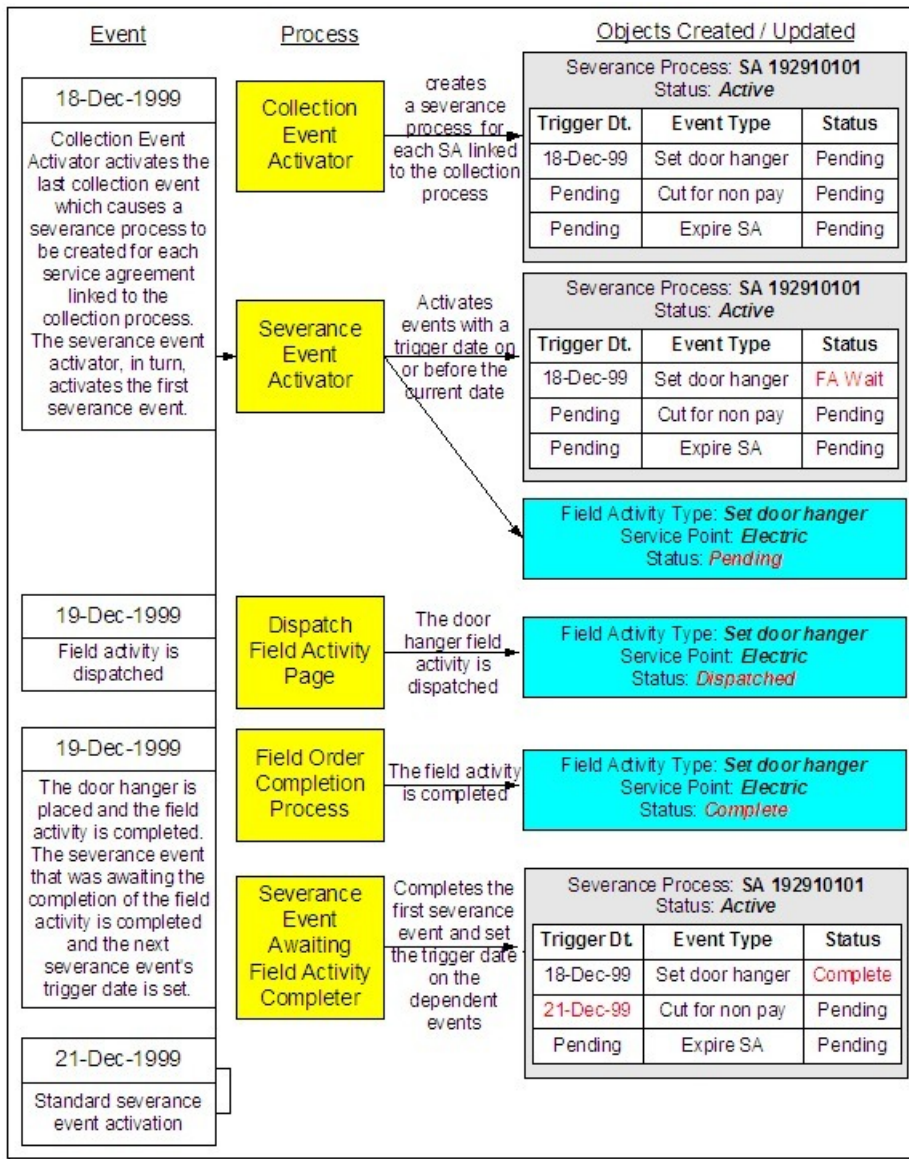 Event
Process
Objects Created / Updated
18-Dec-1999
Collection Event
Activator activates the
last collection event
which causes a
severance process to
be created for each
service agreement
linked to the
collection process.
The severance event
activator, in turn,
activates the first
severance event.
Collection
Event
Activator
creates
a severance
process for
each SA linked
to the collection
process
Severance Process: SA 192910101
Status: Active
Trigger Dt. Event Type Status
18-Dec-99 Set door hanger Pending
Pending Cut for non pay Pending
Pending Expire SA Pending
Severance
Event
Activator
Activates
events with a
trigger date on
or before the
current date
Severance Process: SA 192910101
Status: Active
Trigger Dt. Event Type Status
18-Dec-99 Set door hanger FA Wait
Pending Cut for non pay Pending
Pending Expire SA Pending
Field Activity Type: Set door hanger
Service Point: Electric
Status: Pending
19-Dec-1999
Field activity is
dispatched
Dispatch
Field Activity
Page
The door
hanger field
activity is
dispatched
Field Activity Type: Set door hanger
Service Point: Electric
Status: Dispatched
19-Dec-1999
The door hanger is
placed and the field
activity is completed.
The severance event
that was awaiting the
completion of the field
activity is completed
and the next
severance event's
trigger date is set.
Field Order
Completion
Process
The field activity
is completed
Field Activity Type: Set door hanger
Service Point: Electric
Status: Complete
Severance
Event
Awaiting
Field Activity
Completer
Completes the
first severance
event and set
the trigger date
on the
dependent
events
Severance Process: SA 192910101
Status: Active
Trigger Dt. Event Type Status
18-Dec-99 Set door hanger Complete
21-Dec-99 Cut for non pay Pending
Pending Expire SA Pending
21-Dec-1999
Standard severance
event activation